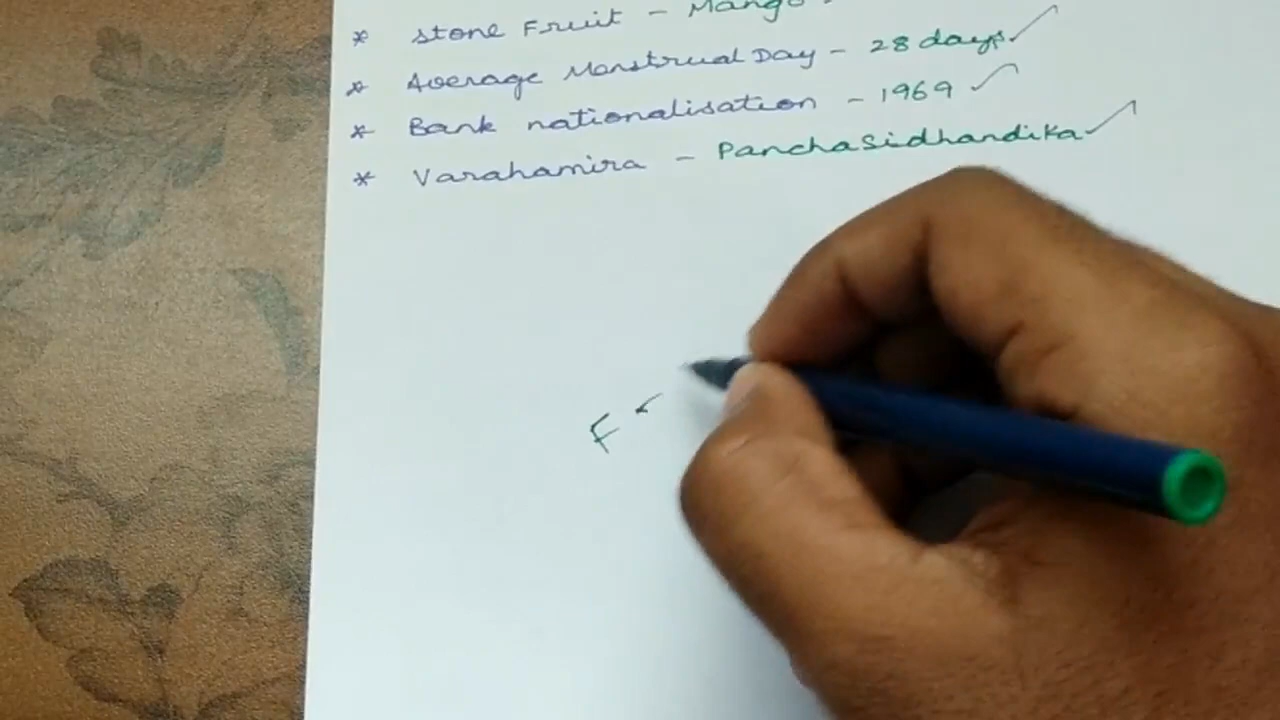 * Stone Fruit - Mango
* Average Menstrual Day - 28 days ✓
* Bank nationalisation - 1969 ✓
* Varahamira - Panchasidhandika ✓
F